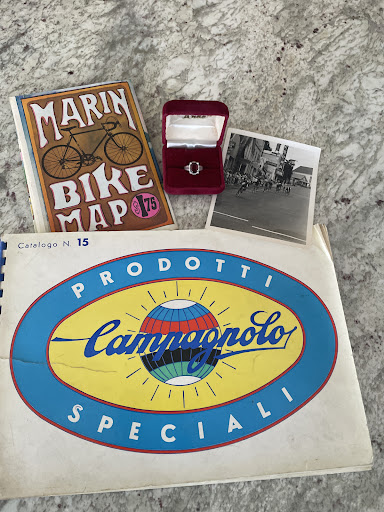 MARIN
BIKE
MAP
$1.75
Catalogo N. 15
PRODOTTI
Campagnolo
SPECIALI